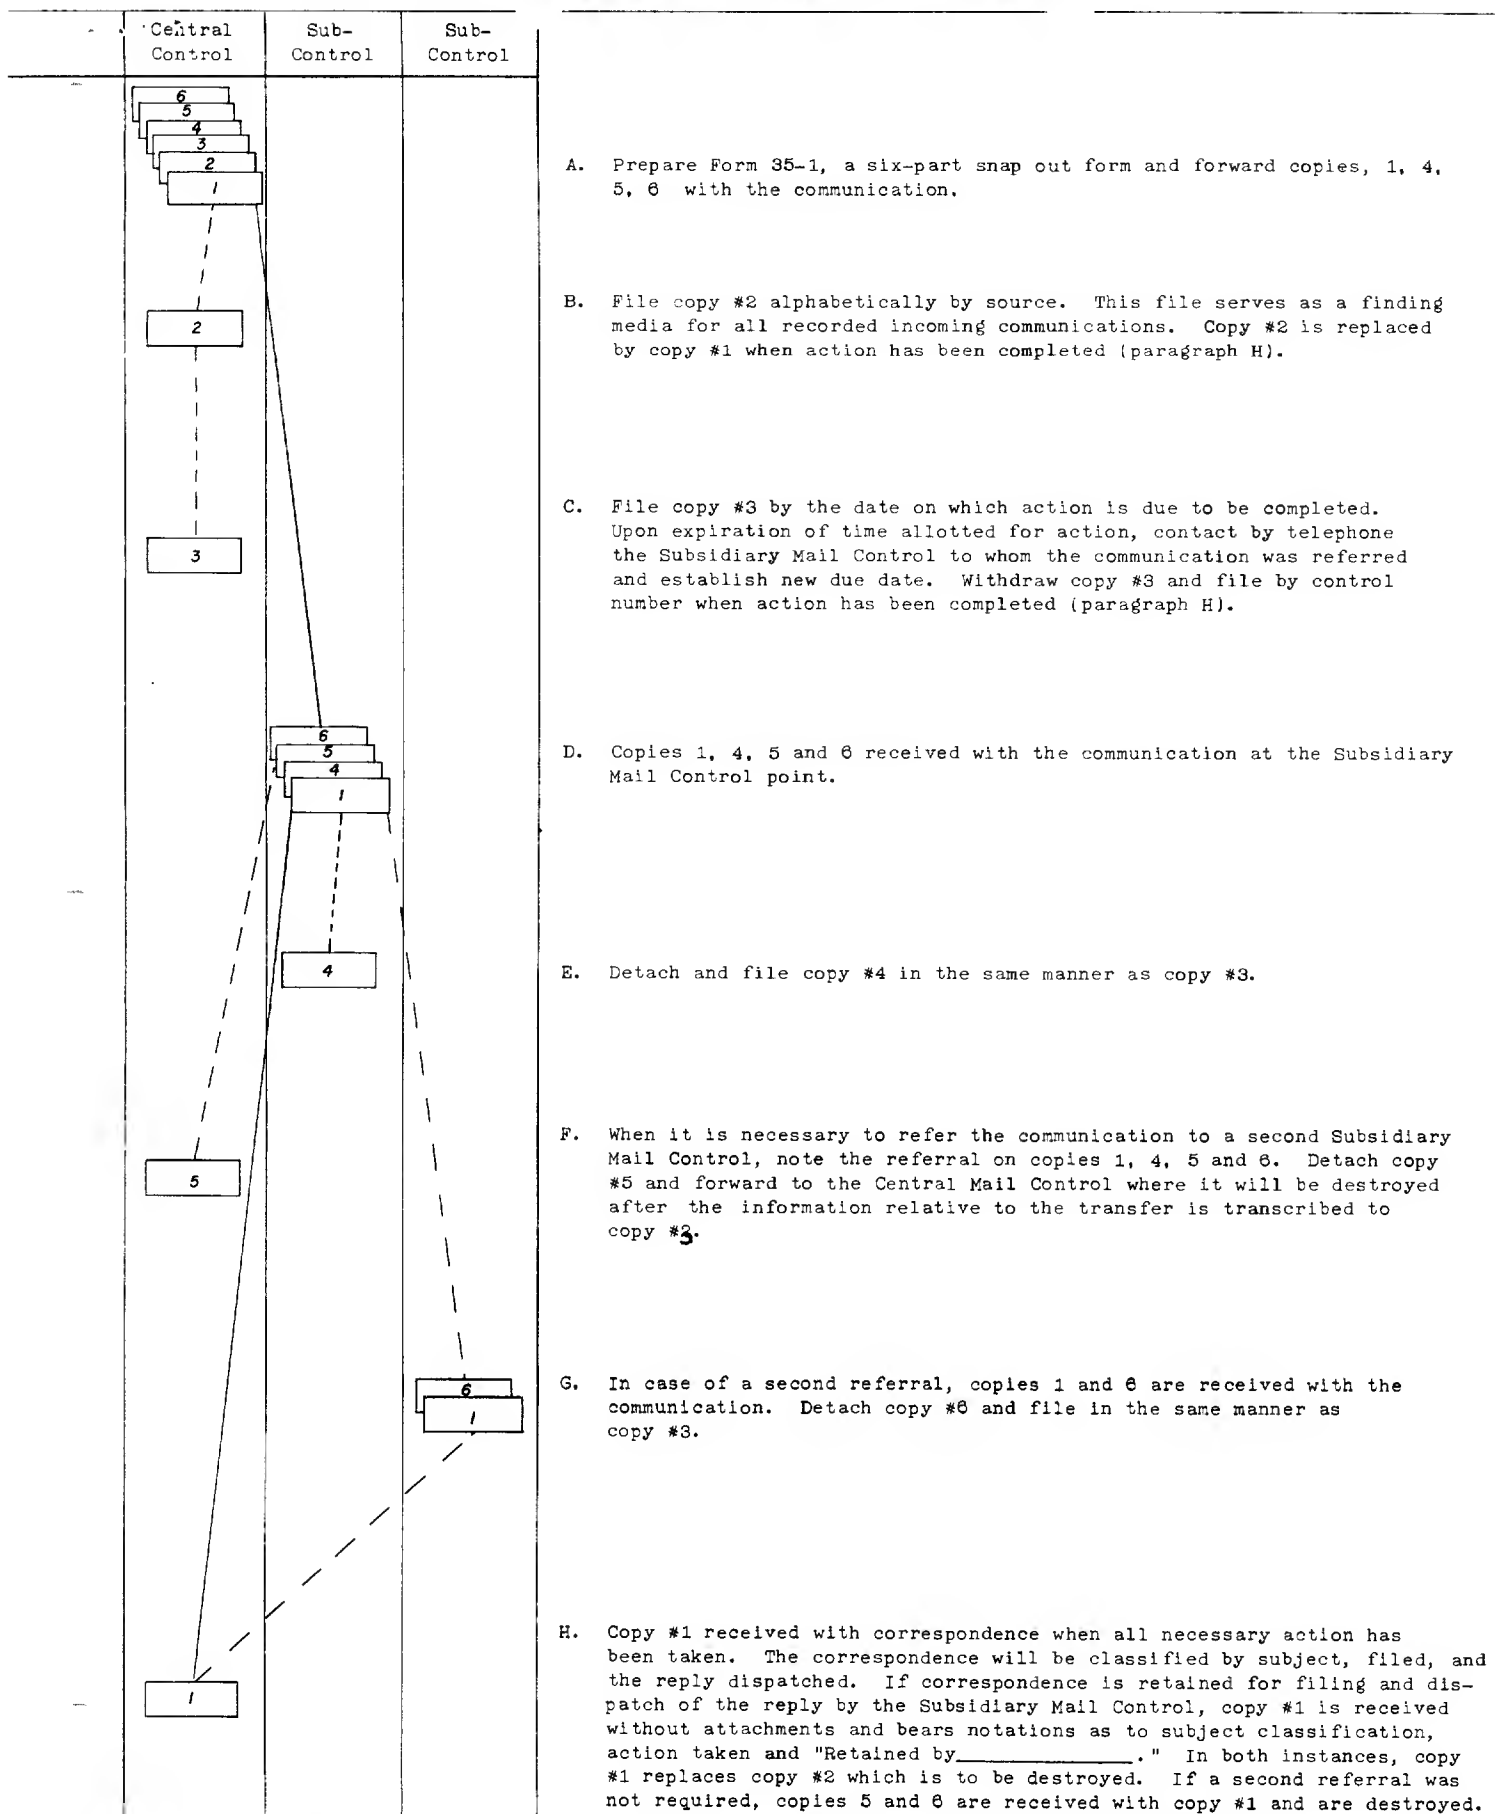 Central Control
Sub-Control
Sub-Control
6
5
4
3
2
1
A. Prepare Form 35-1, a six-part snap out form and forward copies, 1, 4,
5, 6 with the communication.
2
B. File copy #2 alphabetically by source. This file serves as a finding
media for all recorded incoming communications. Copy #2 is replaced
by copy #1 when action has been completed (paragraph H).
3
C. File copy #3 by the date on which action is due to be completed.
Upon expiration of time allotted for action, contact by telephone
the Subsidiary Mail Control to whom the communication was referred
and establish new due date. Withdraw copy #3 and file by control
number when action has been completed (paragraph H).
6
5
4
1
D. Copies 1, 4, 5 and 6 received with the communication at the Subsidiary
Mail Control point.
4
E. Detach and file copy #4 in the same manner as copy #3.
5
F. When it is necessary to refer the communication to a second Subsidiary
Mail Control, note the referral on copies 1, 4, 5 and 6. Detach copy
#5 and forward to the Central Mail Control where it will be destroyed
after the information relative to the transfer is transcribed to
copy #3.
6
1
G. In case of a second referral, copies 1 and 6 are received with the
communication. Detach copy #6 and file in the same manner as
copy #3.
1
H. Copy #1 received with correspondence when all necessary action has
been taken. The correspondence will be classified by subject, filed, and
the reply dispatched. If correspondence is retained for filing and dis-
patch of the reply by the Subsidiary Mail Control, copy #1 is received
without attachments and bears notations as to subject classification,
action taken and "Retained by______________." In both instances, copy
#1 replaces copy #2 which is to be destroyed. If a second referral was
not required, copies 5 and 6 are received with copy #1 and are destroyed.